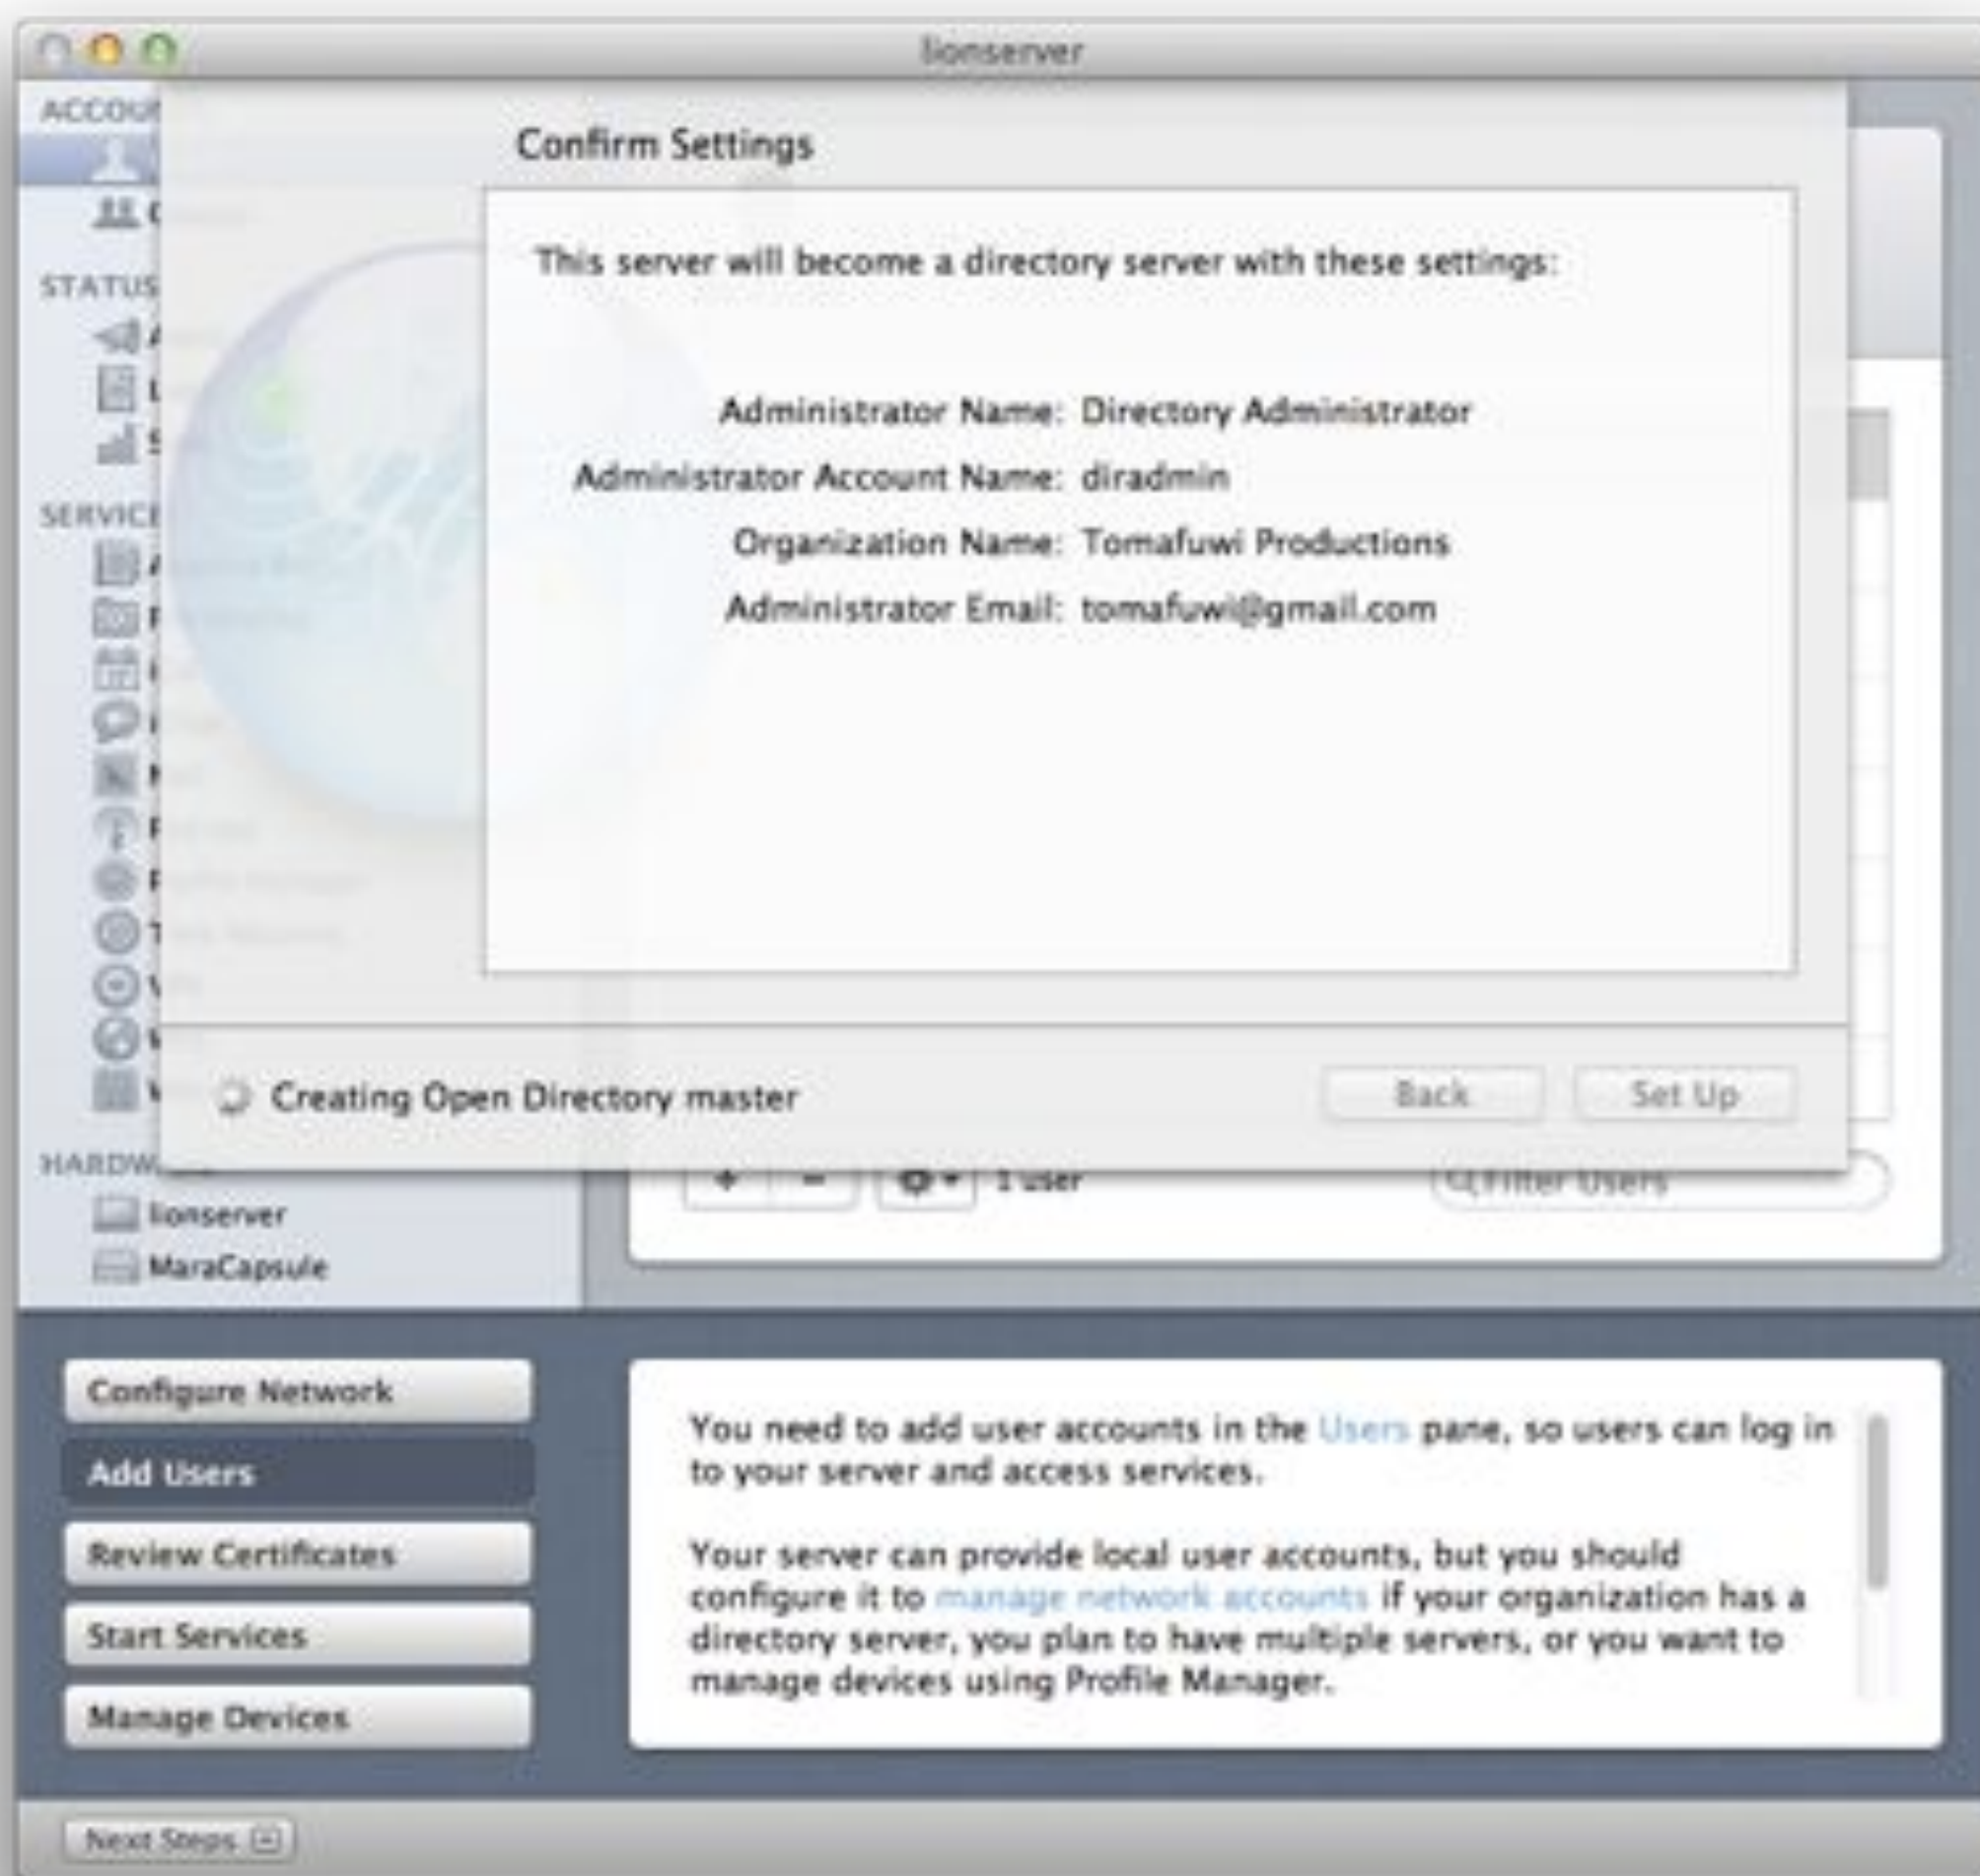 lionserver
ACCOU
Confirm Settings
This server will become a directory server with these settings:
Administrator Name: Directory Administrator
Administrator Account Name: diradmin
Organization Name: Tomafuwi Productions
Administrator Email: tomafuwi@gmail.com
STATUS
SERVICE
Creating Open Directory master
Back
Set Up
HARDW
1 user
Filter Users
lionserver
MaraCapsule
Configure Network
Add Users
Review Certificates
Start Services
Manage Devices
You need to add user accounts in the Users pane, so users can log in
to your server and access services.
Your server can provide local user accounts, but you should
configure it to manage network accounts if your organization has a
directory server, you plan to have multiple servers, or you want to
manage devices using Profile Manager.
Next Steps